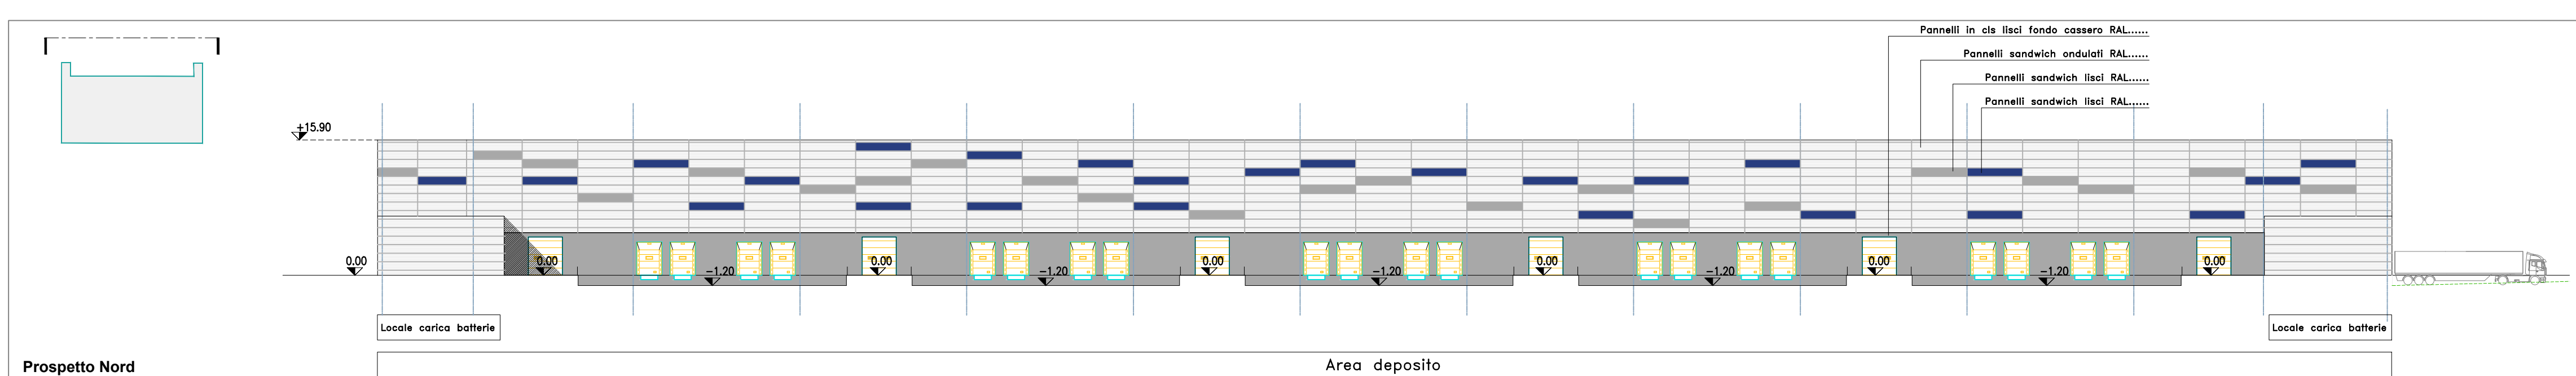 Pannelli in cls lisci fondo cassero RAL......
Pannelli sandwich ondulati RAL......
Pannelli sandwich lisci RAL......
Pannelli sandwich lisci RAL......
+15.90
0.00
0.00
0.00
0.00
0.00
0.00
0.00
-1.20
-1.20
-1.20
-1.20
-1.20
Locale carica batterie
Locale carica batterie
Prospetto Nord
Area deposito